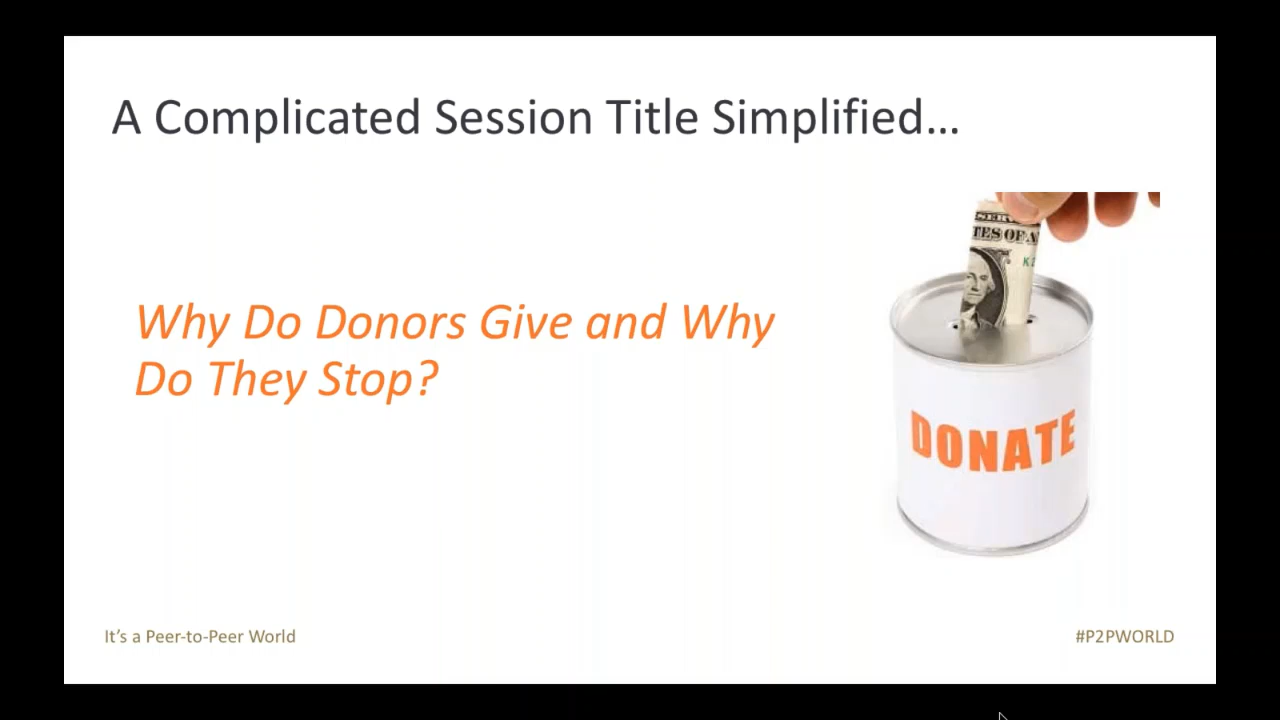 A Complicated Session Title Simplified...
Why Do Donors Give and Why
Do They Stop?
DONATE
It's a Peer-to-Peer World
#P2PWORLD